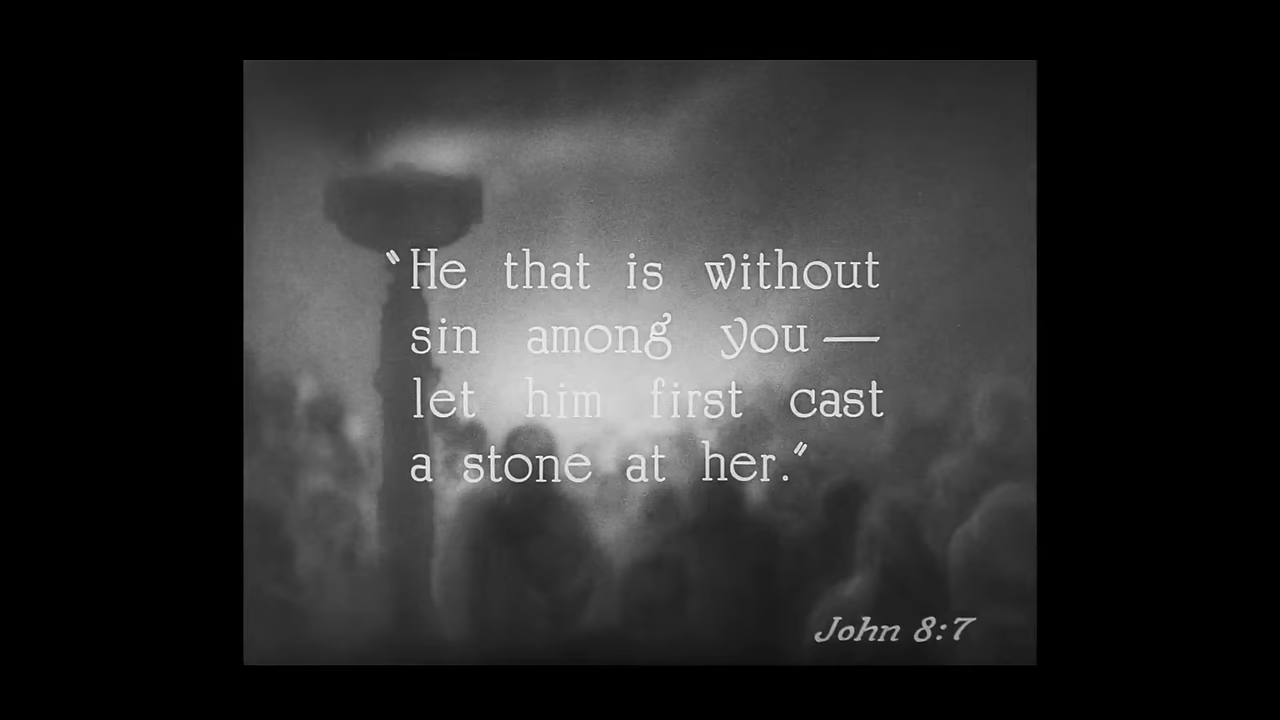 "He that is without
sin among you —
let him first cast
a stone at her."
John 8:7